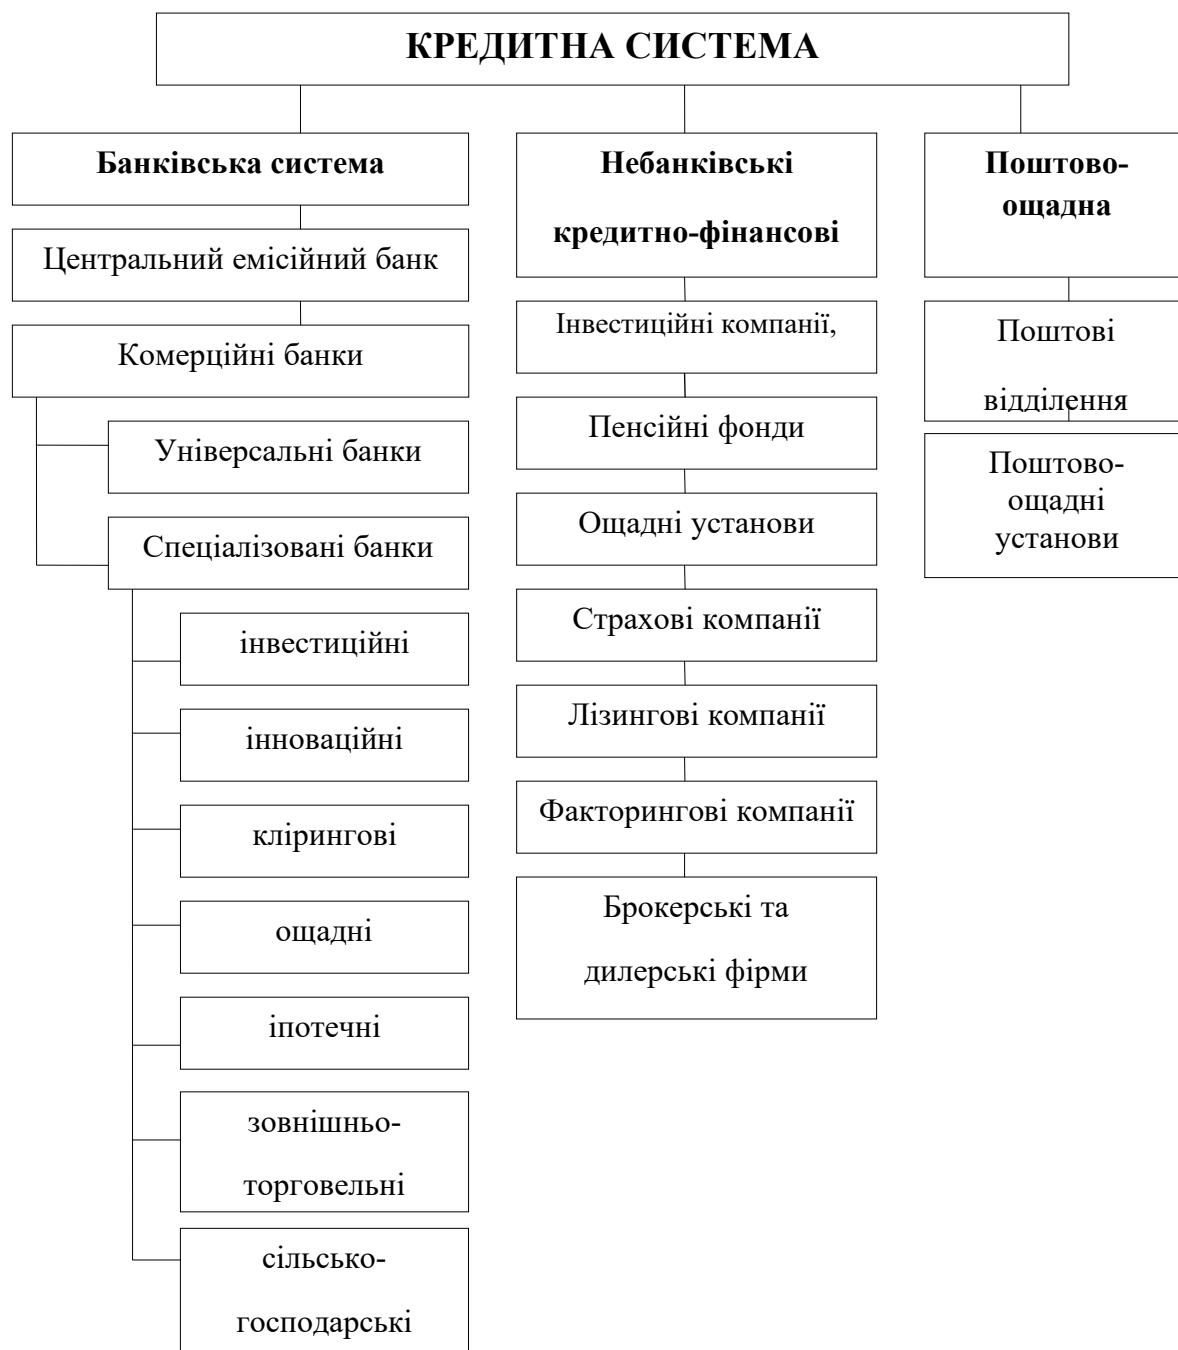 КРЕДИТНА СИСТЕМА
Банківська система
Центральний емісійний банк
Комерційні банки
Універсальні банки
Спеціалізовані банки
інвестиційні
інноваційні
клірингові
ощадні
іпотечні
зовнішньо-
торговельні
сільсько-
господарські
Небанківські
кредитно-фінансові
Інвестиційні компанії,
Пенсійні фонди
Ощадні установи
Страхові компанії
Лізингові компанії
Факторингові компанії
Брокерські та
дилерські фірми
Поштово-
ощадна
Поштові
відділення
Поштово-
ощадні
установи